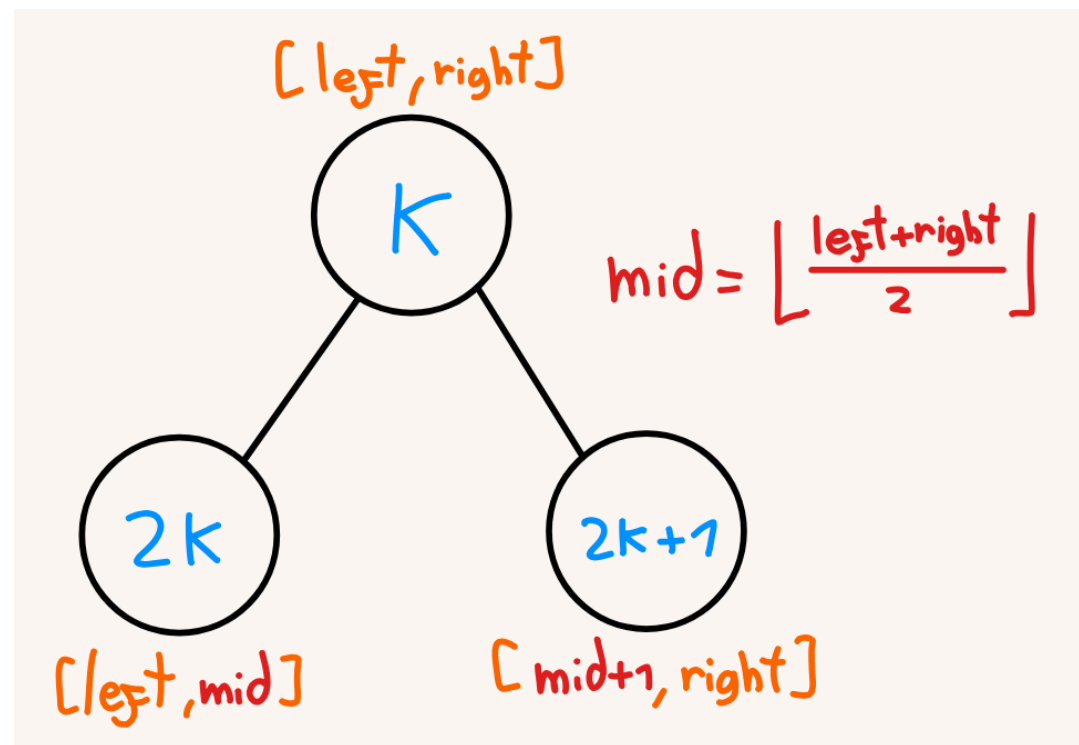 [left, right]
K
mid = ⌊(left+right)/2⌋
2K
2K+1
[left, mid]
[mid+1, right]